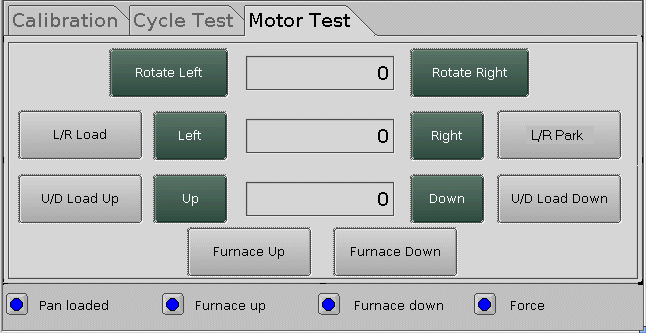 Calibration Cycle Test Motor Test
Rotate Left 0 Rotate Right
L/R Load Left 0 Right L/R Park
U/D Load Up Up 0 Down U/D Load Down
Furnace Up Furnace Down
Pan loaded Furnace up Furnace down Force